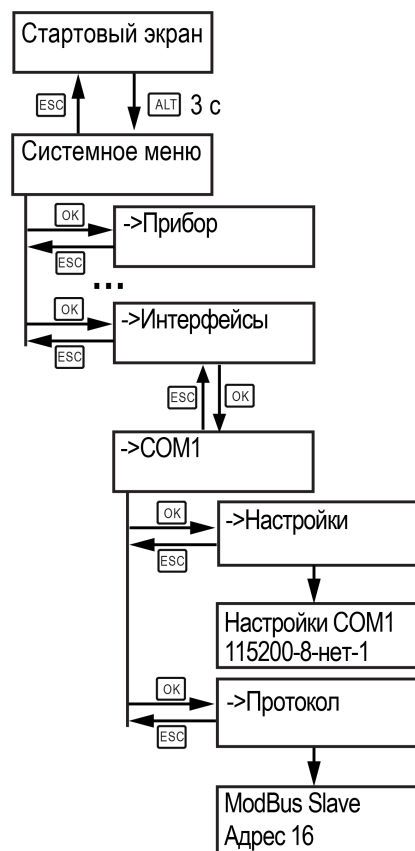 Стартовый экран
ESC
ALT 3 с
Системное меню
OK
->Прибор
ESC
...
OK
->Интерфейсы
ESC
ESC
OK
->COM1
OK
->Настройки
ESC
Настройки COM1
115200-8-нет-1
OK
->Протокол
ESC
ModBus Slave
Адрес 16